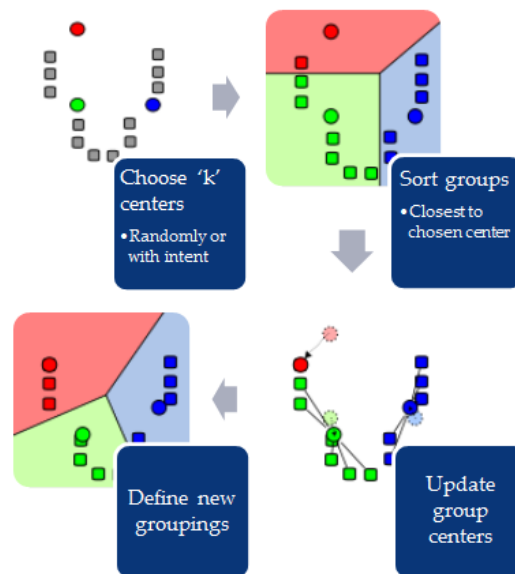 Choose ‘k’
centers
•Randomly or
with intent
Sort groups
•Closest to
chosen center
Update
group
centers
Define new
groupings